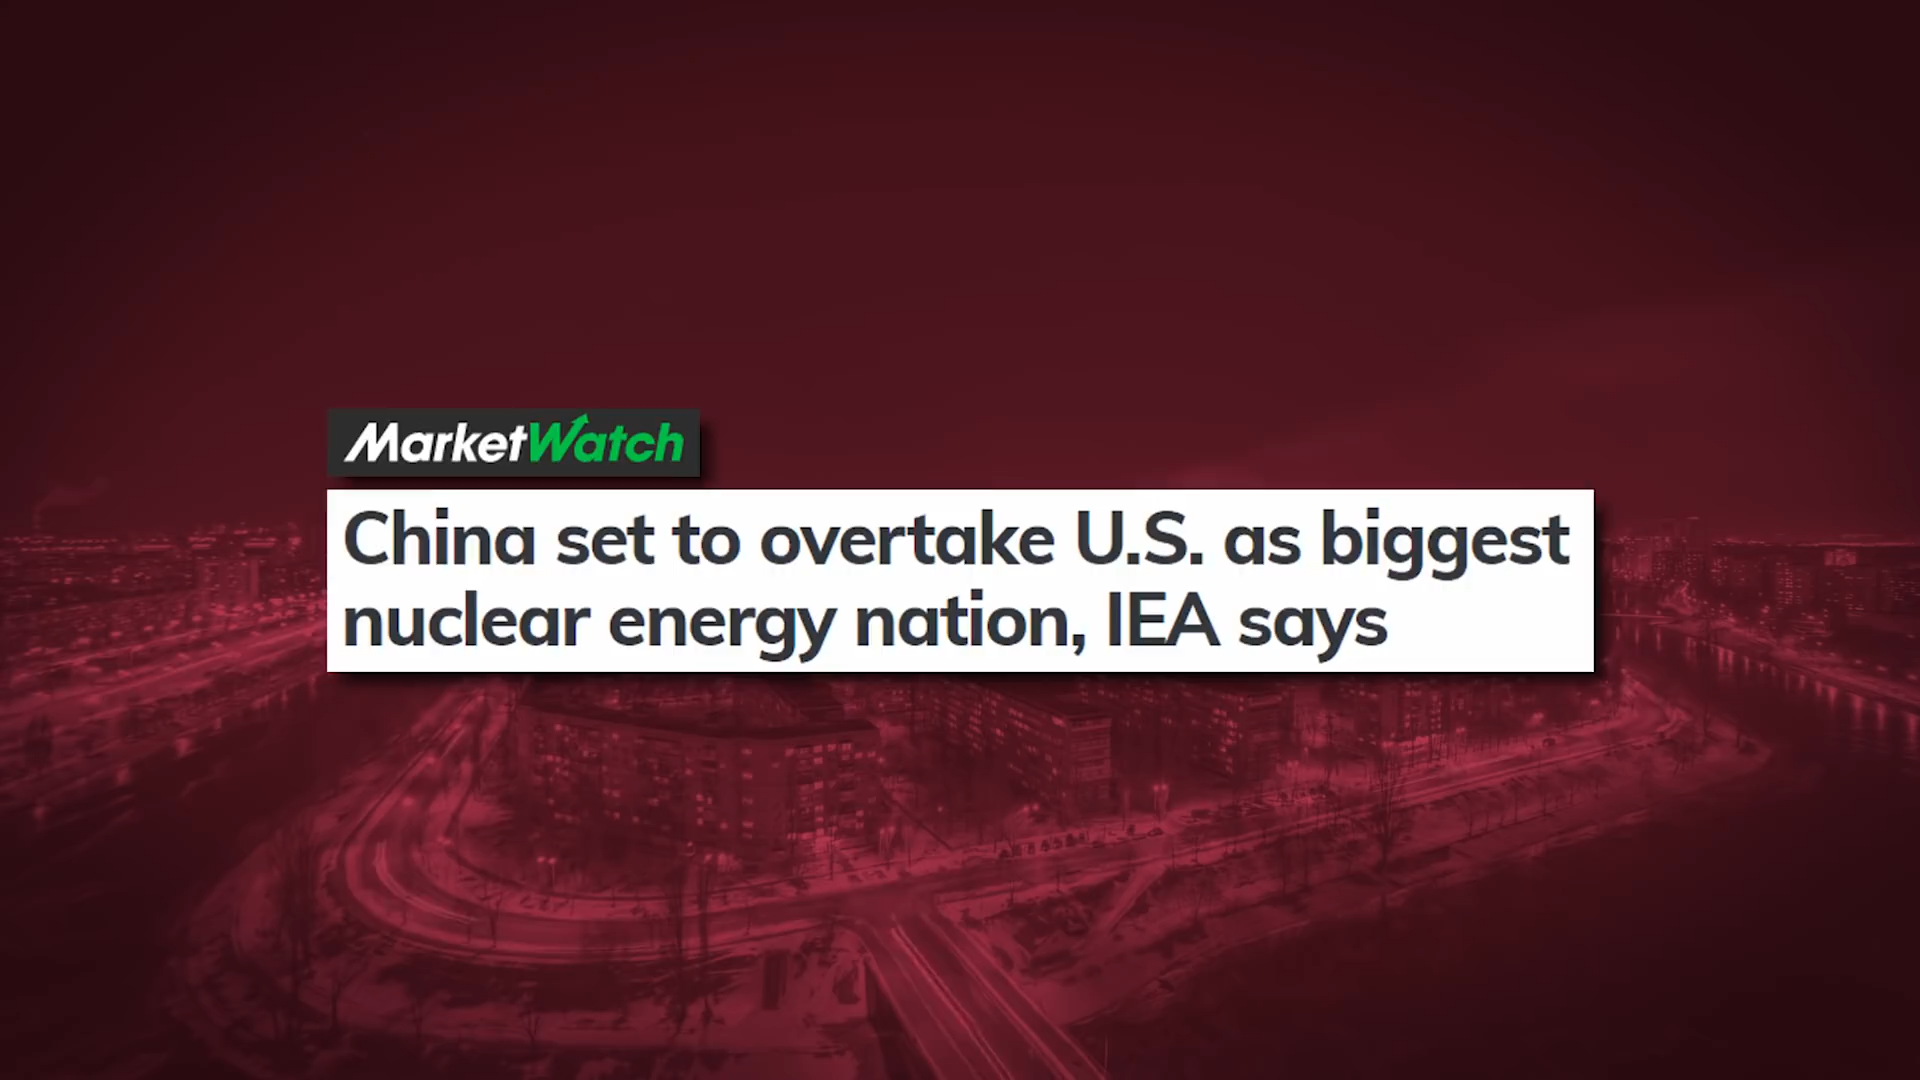 MarketWatch
China set to overtake U.S. as biggest
nuclear energy nation, IEA says